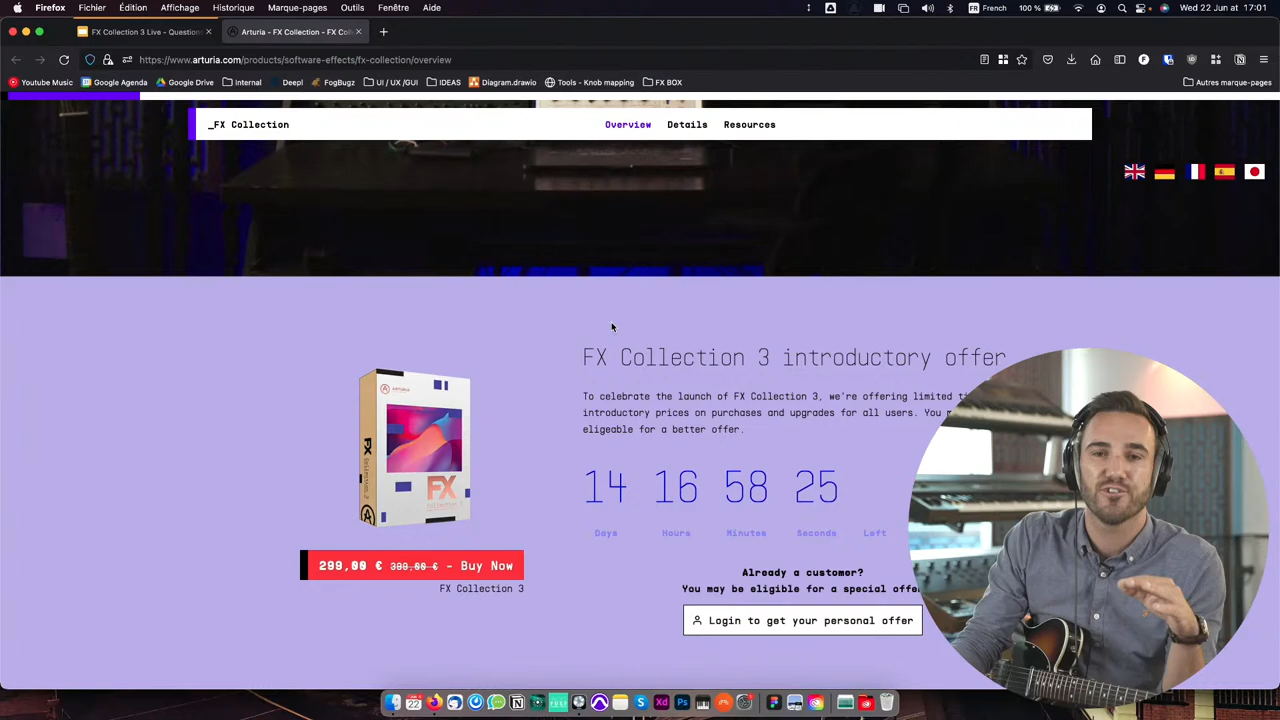 Firefox Fichier Édition Affichage Historique Marque-pages Outils Fenêtre Aide
French 100 % Wed 22 Jun at 17:01
FX Collection 3 Live - Question
Arturia - FX Collection - FX Col
https://www.arturia.com/products/software-effects/fx-collection/overview
Youtube Music Google Agenda Google Drive Internal Deepl FogBugz UI / UX /GUI IDEAS Diagram.drawio Tools - Knob mapping FX BOX Autres marque-pages
_FX Collection Overview Details Resources
FX Collection 3 introductory offer
To celebrate the launch of FX Collection 3, we're offering limited
introductory prices on purchases and upgrades for all users. You
eligeable for a better offer.
ARTURIA
FX
14 16 58 25
Days Hours Minutes Seconds Left
299,00 € 399,00 € - Buy Now
FX Collection 3
Already a customer?
You may be eligible for a special offe
Login to get your personal offer